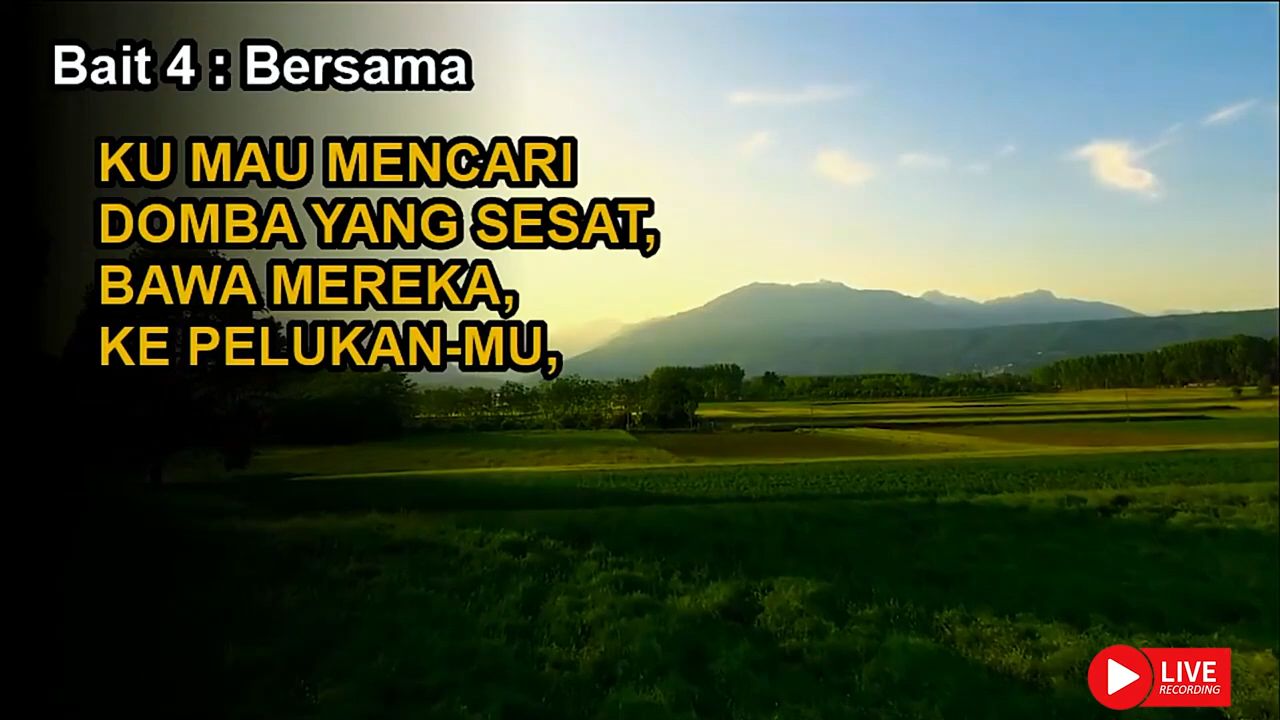 Bait 4 : Bersama
KU MAU MENCARI
DOMBA YANG SESAT,
BAWA MEREKA,
KE PELUKAN-MU,
LIVE
RECORDING